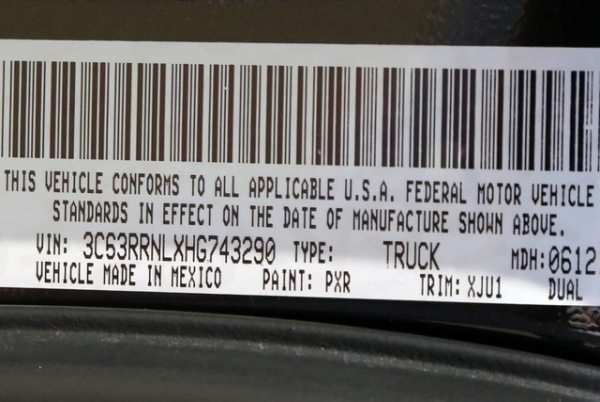 THIS VEHICLE CONFORMS TO ALL APPLICABLE U.S.A. FEDERAL MOTOR VEHICLE
STANDARDS IN EFFECT ON THE DATE OF MANUFACTURE SHOWN ABOVE.
VIN: 3C63RRNLXHG743290 TYPE: TRUCK MDH: 0612
VEHICLE MADE IN MEXICO PAINT: PXR TRIM: XJU1 DUAL